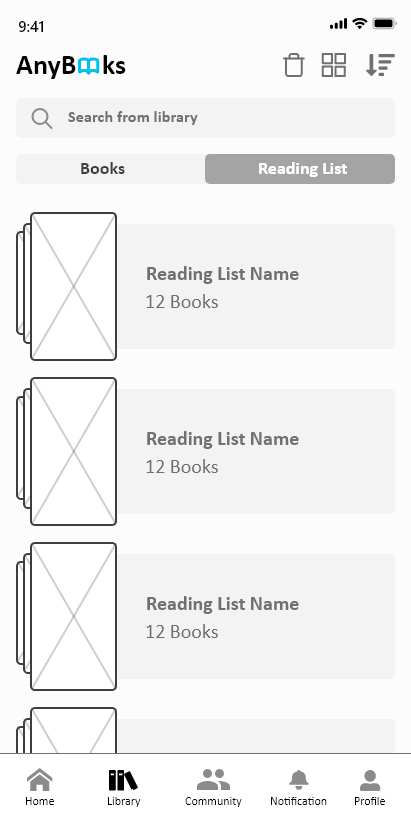 9:41
AnyBooks
Search from library
Books
Reading List
Reading List Name
12 Books
Reading List Name
12 Books
Reading List Name
12 Books
Home
Library
Community
Notification
Profile